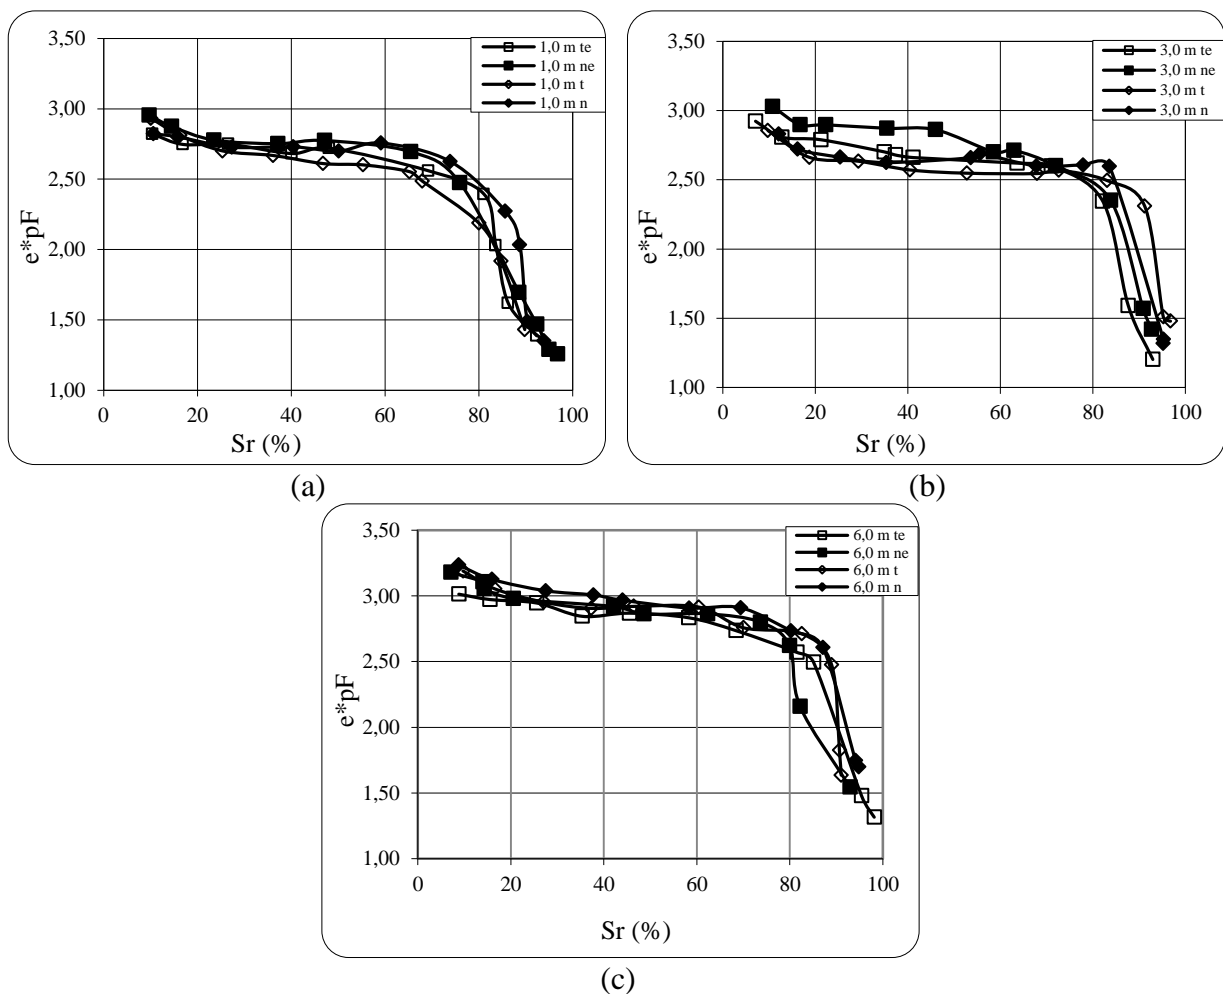 3,50
3,00
2,50
2,00
1,50
1,00
e*pF
0
20
40
60
80
100
Sr (%)
1,0 m te
1,0 m ne
1,0 m t
1,0 m n
(a)
3,50
3,00
2,50
2,00
1,50
1,00
e*pF
0
20
40
60
80
100
Sr (%)
3,0 m te
3,0 m ne
3,0 m t
3,0 m n
(b)
3,50
3,00
2,50
2,00
1,50
1,00
e*pF
0
20
40
60
80
100
Sr (%)
6,0 m te
6,0 m ne
6,0 m t
6,0 m n
(c)